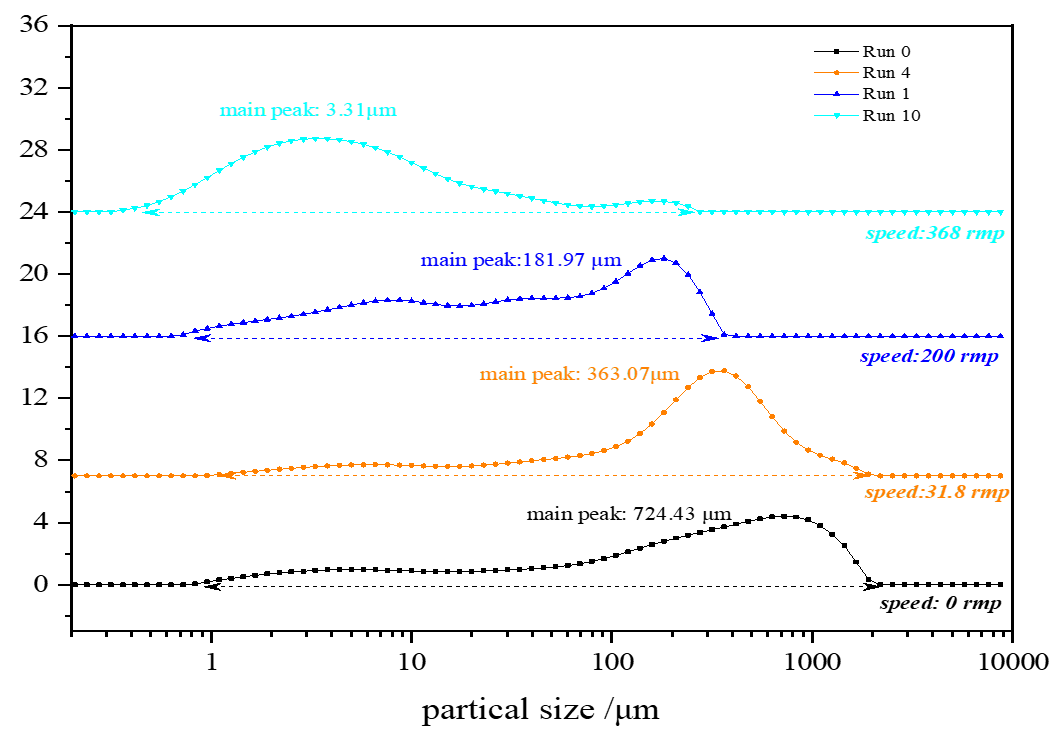 36
32
28
24
20
16
12
8
4
0
Run 0
Run 4
Run 1
Run 10
main peak: 3.31μm
speed:368 rmp
main peak:181.97 μm
speed:200 rmp
main peak: 363.07μm
speed:31.8 rmp
main peak: 724.43 μm
speed: 0 rmp
1 10 100 1000 10000
partical size /μm